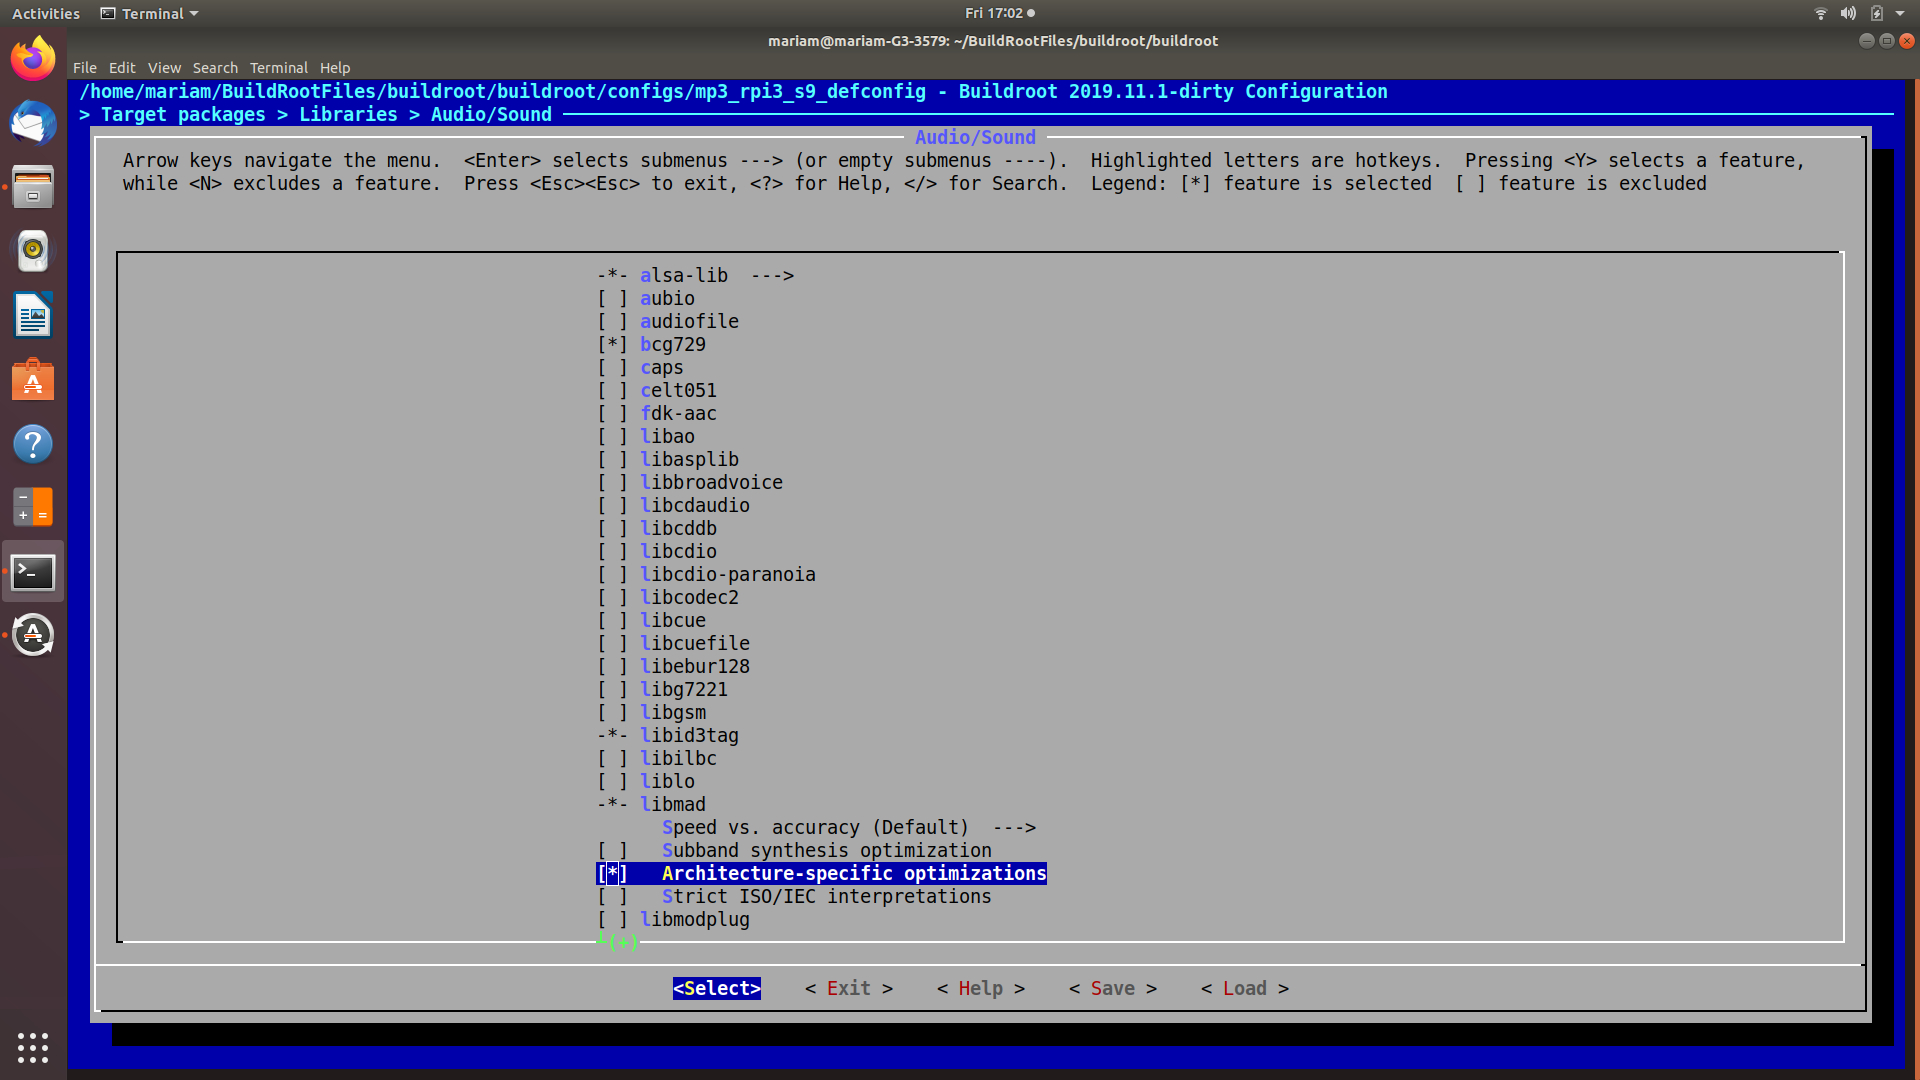 Activities Terminal Fri 17:02
mariam@mariam-G3-3579: ~/BuildRootFiles/buildroot/buildroot
File Edit View Search Terminal Help
/home/mariam/BuildRootFiles/buildroot/buildroot/configs/mp3_rpi3_s9_defconfig - Buildroot 2019.11.1-dirty Configuration
> Target packages > Libraries > Audio/Sound
Audio/Sound
Arrow keys navigate the menu.  <Enter> selects submenus ---> (or empty submenus ----).  Highlighted letters are hotkeys.  Pressing <Y> selects a feature,
while <N> excludes a feature.  Press <Esc><Esc> to exit, <?> for Help, </> for Search.  Legend: [*] feature is selected  [ ] feature is excluded
-*- alsa-lib  --->
[ ] aubio
[ ] audiofile
[*] bcg729
[ ] caps
[ ] celt051
[ ] fdk-aac
[ ] libao
[ ] libasplib
[ ] libbroadvoice
[ ] libcdaudio
[ ] libcddb
[ ] libcdio
[ ] libcdio-paranoia
[ ] libcodec2
[ ] libcue
[ ] libcuefile
[ ] libebur128
[ ] libg7221
[ ] libgsm
-*- libid3tag
[ ] libilbc
[ ] liblo
-*- libmad
Speed vs. accuracy (Default)  --->
[ ]   Subband synthesis optimization
[*]   Architecture-specific optimizations
[ ]   Strict ISO/IEC interpretations
[ ] libmodplug
(+)
<Select>    < Exit >    < Help >    < Save >    < Load >